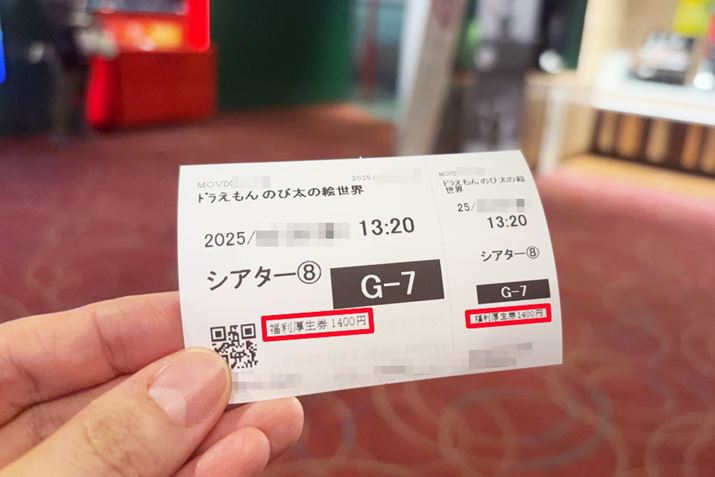 MOVIX
2025/
ﾄﾞﾗえもん のび太の絵世界
2025/
13:20
シアター⑧
G-7
福利厚生券 1400円
MOVIX
ﾄﾞﾗえもん のび太の絵
世界
25/
13:20
シアター⑧
G-7
福利厚生券1400円